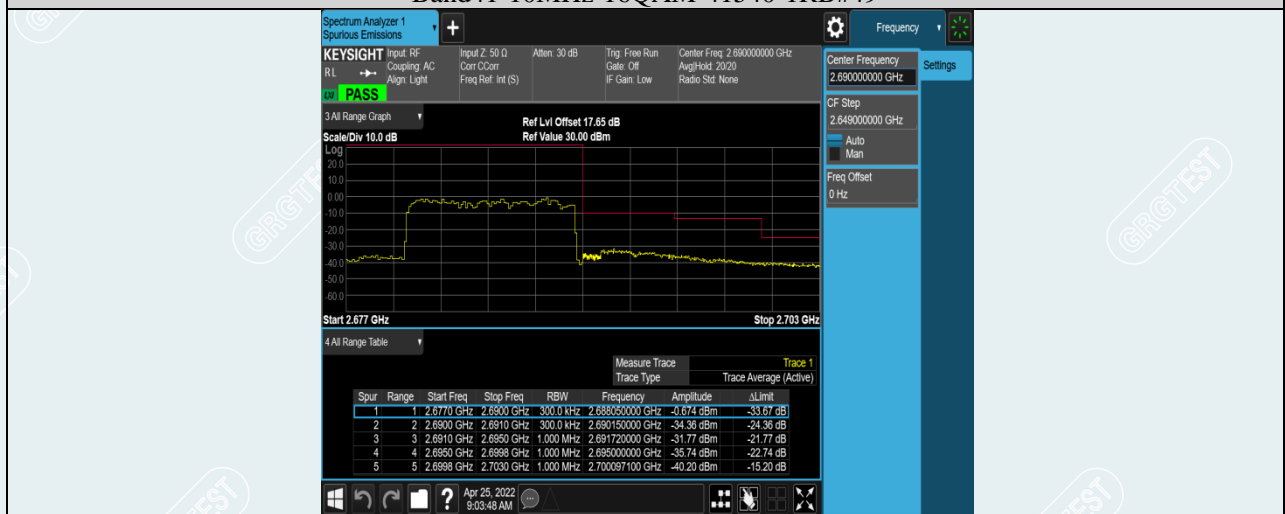 Band41-10MHz-16QAM-41540-1RB#49
Spectrum Analyzer 1
Spurious Emissions
Frequency
KEYSIGHT
RL
PASS
Input: RF
Coupling: AC
Align: Light
Input Z: 50 Ω
Corr CCorr
Freq Ref: Int (S)
Atten: 30 dB
Trig: Free Run
Gate: Off
IF Gain: Low
Center Freq: 2.690000000 GHz
Avg|Hold: 20/20
Radio Std: None
Center Frequency
2.690000000 GHz
Settings
CF Step
2.649000000 GHz
Auto
Man
Freq Offset
0 Hz
3 All Range Graph
Ref Lvl Offset 17.65 dB
Scale/Div 10.0 dB
Ref Value 30.00 dBm
Log
20.0
10.0
0.00
-10.0
-20.0
-30.0
-40.0
-50.0
-60.0
Start 2.677 GHz
Stop 2.703 GHz
4 All Range Table
Measure Trace Trace 1
Trace Type Trace Average (Active)
Spur Range Start Freq Stop Freq RBW Frequency Amplitude ΔLimit
1 1 2.6770 GHz 2.6900 GHz 300.0 kHz 2.688050000 GHz -0.674 dBm -33.67 dB
2 2 2.6900 GHz 2.6910 GHz 300.0 kHz 2.690150000 GHz -34.36 dBm -24.36 dB
3 3 2.6910 GHz 2.6950 GHz 1.000 MHz 2.691720000 GHz -31.77 dBm -21.77 dB
4 4 2.6950 GHz 2.6998 GHz 1.000 MHz 2.695000000 GHz -35.74 dBm -22.74 dB
5 5 2.6998 GHz 2.7030 GHz 1.000 MHz 2.700097100 GHz -40.20 dBm -15.20 dB
Apr 25, 2022
9:03:48 AM
GRGTEST
GRGTEST
GRGTEST
GRGTEST